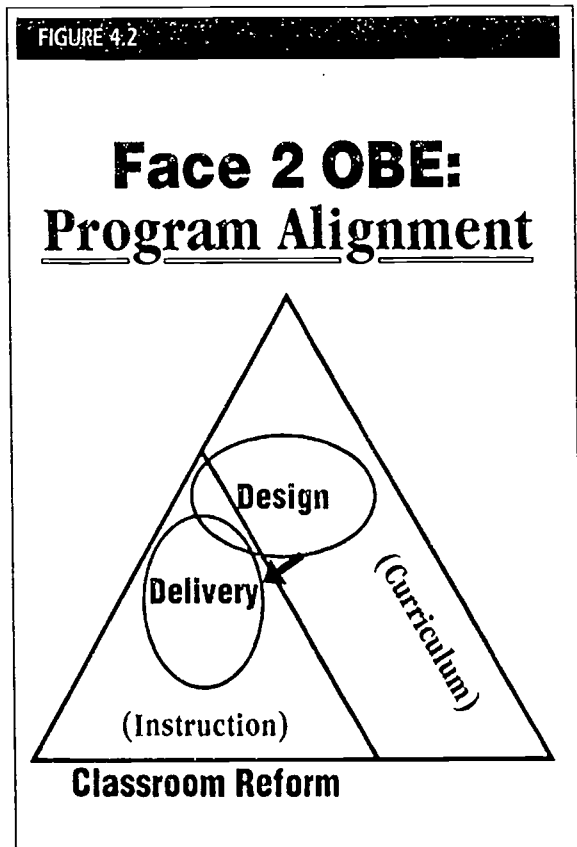 FIGURE 4.2
Face 2 OBE:
Program Alignment
Design
Delivery
(Curriculum)
(Instruction)
Classroom Reform